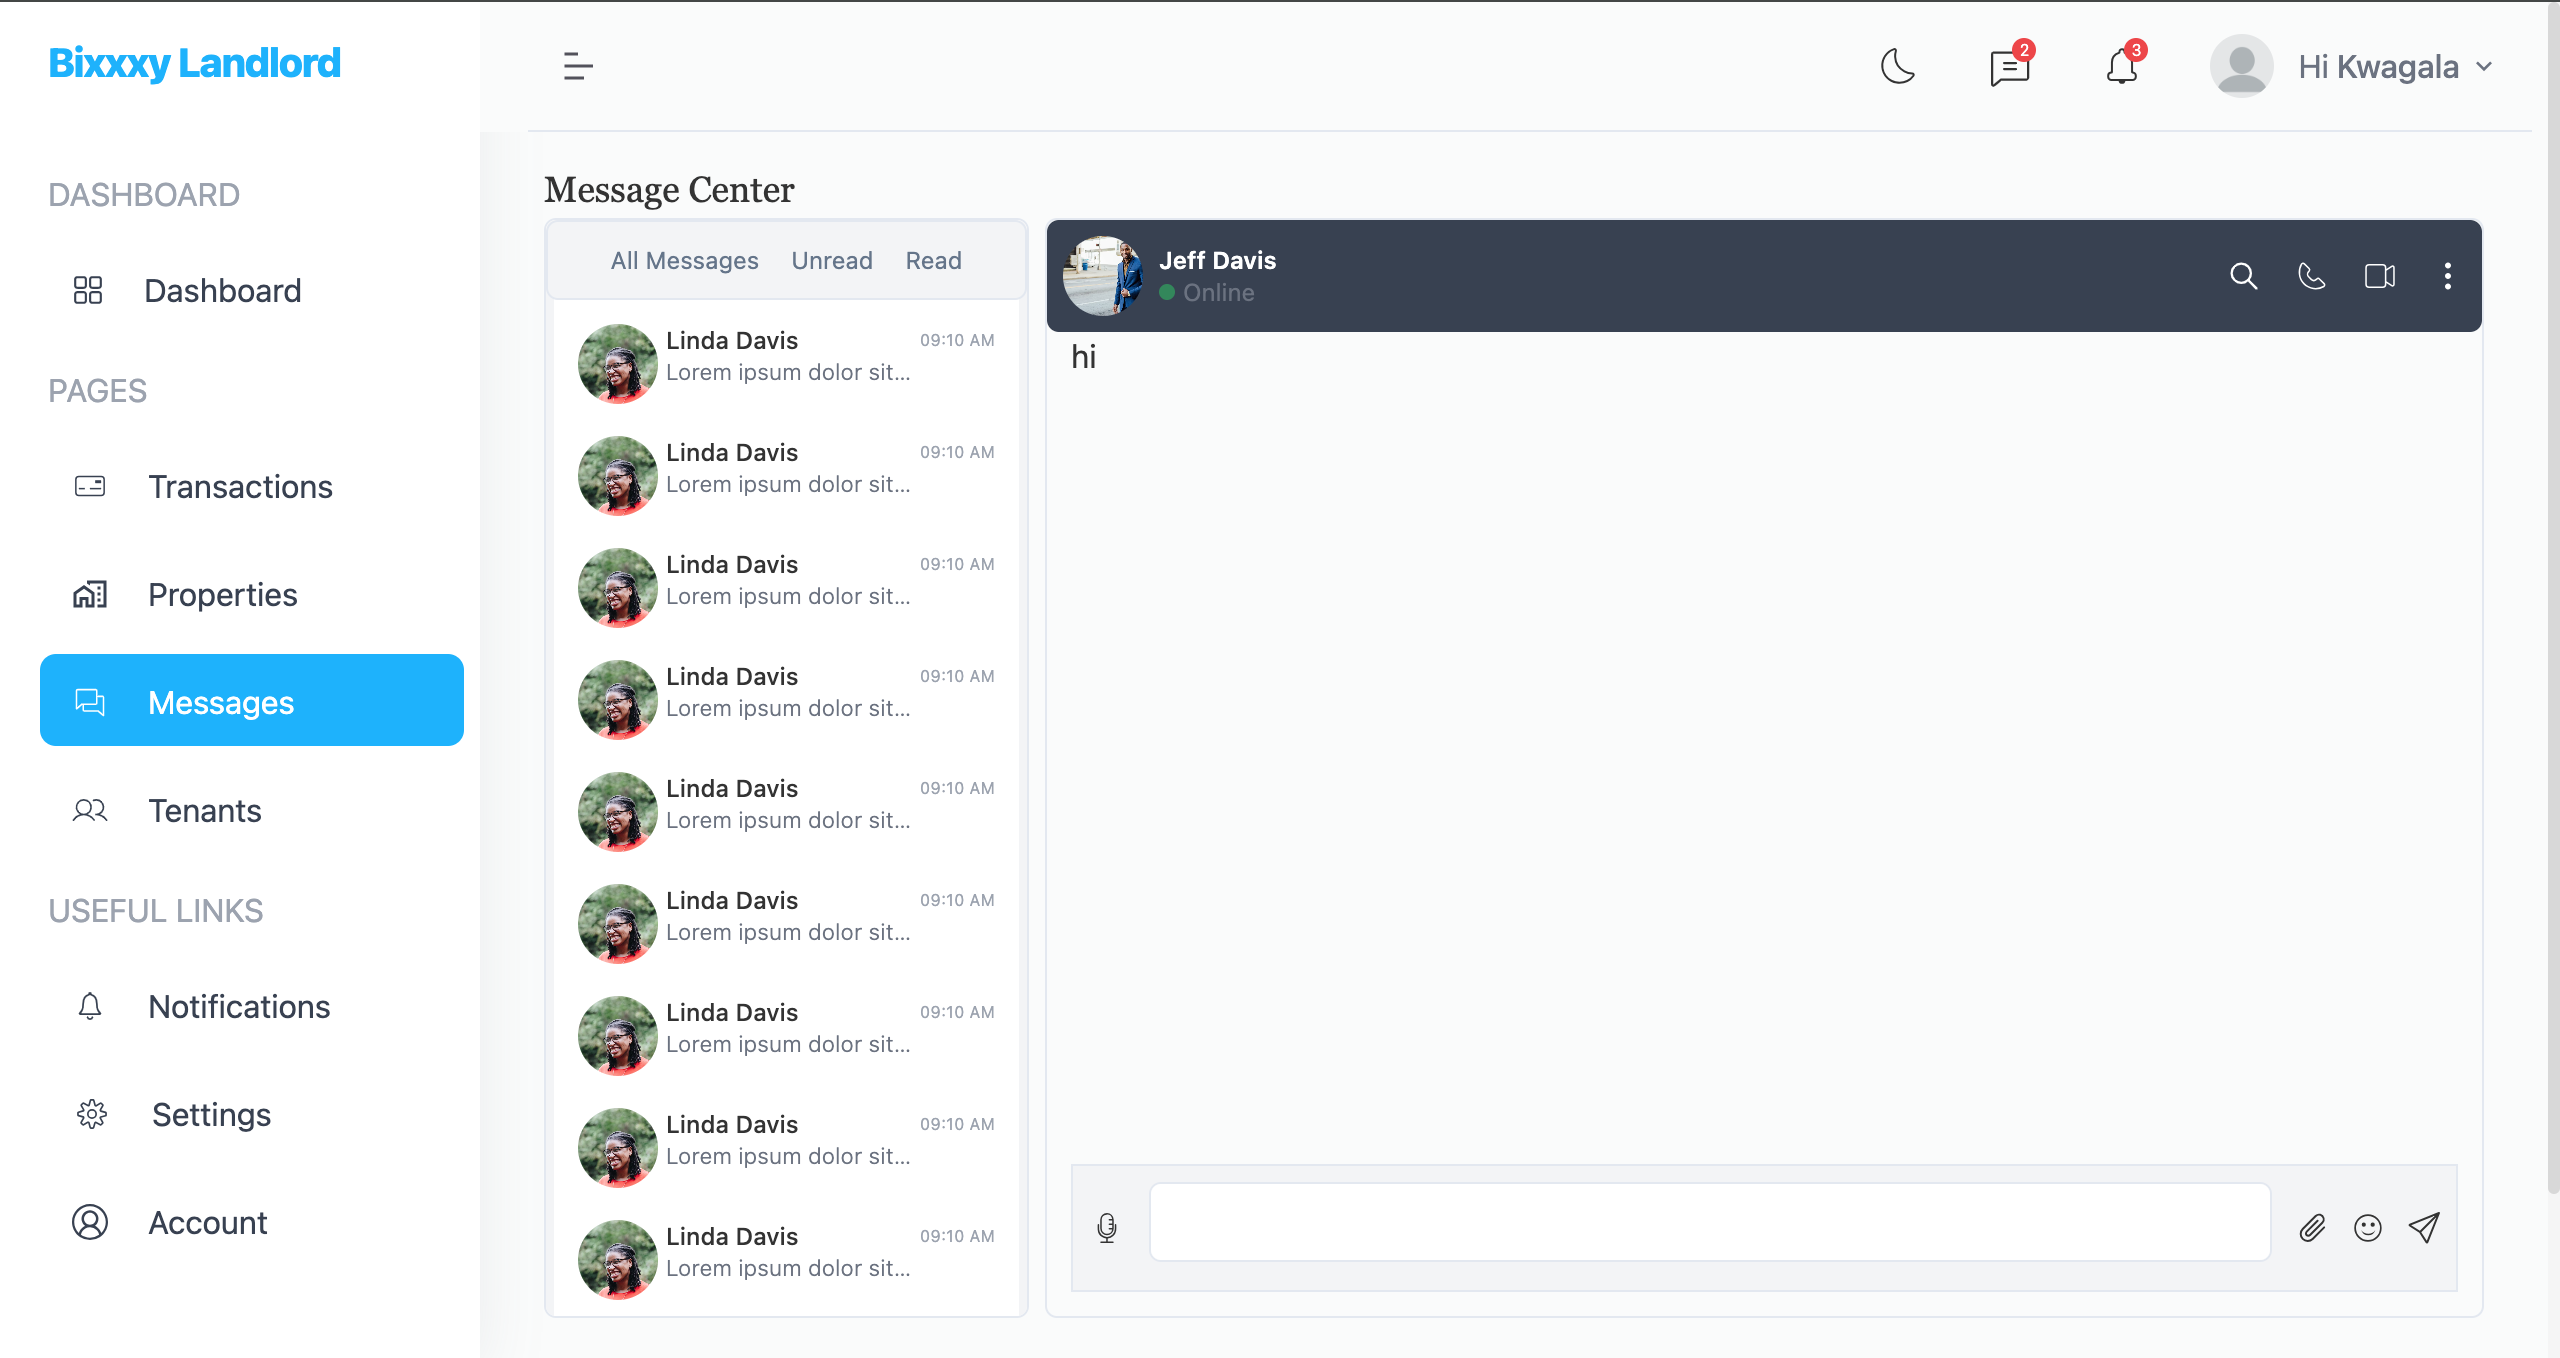 Bixxxy Landlord
DASHBOARD
Dashboard
PAGES
Transactions
Properties
Messages
Tenants
USEFUL LINKS
Notifications
Settings
Account
2
3
Hi Kwagala
Message Center
All Messages Unread Read
Linda Davis 09:10 AM
Lorem ipsum dolor sit...
Linda Davis 09:10 AM
Lorem ipsum dolor sit...
Linda Davis 09:10 AM
Lorem ipsum dolor sit...
Linda Davis 09:10 AM
Lorem ipsum dolor sit...
Linda Davis 09:10 AM
Lorem ipsum dolor sit...
Linda Davis 09:10 AM
Lorem ipsum dolor sit...
Linda Davis 09:10 AM
Lorem ipsum dolor sit...
Linda Davis 09:10 AM
Lorem ipsum dolor sit...
Linda Davis 09:10 AM
Lorem ipsum dolor sit...
Jeff Davis
Online
hi